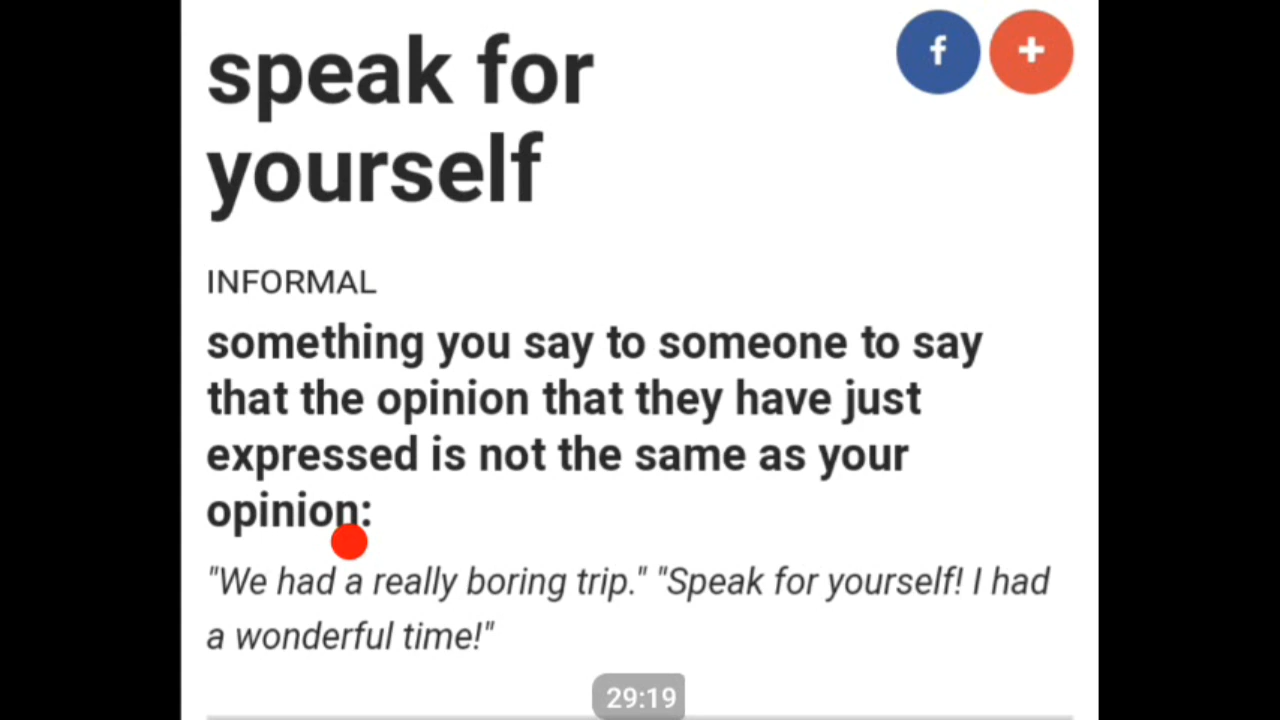 speak for
yourself
f
+
INFORMAL
something you say to someone to say
that the opinion that they have just
expressed is not the same as your
opinion:
"We had a really boring trip." "Speak for yourself! I had
a wonderful time!"
29:19